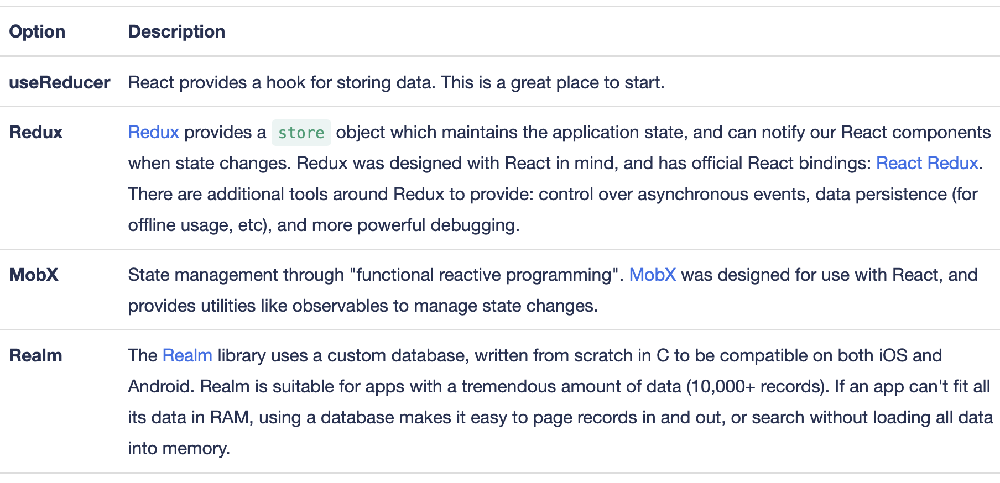 Option Description
useReducer React provides a hook for storing data. This is a great place to start.
Redux Redux provides a store object which maintains the application state, and can notify our React components
when state changes. Redux was designed with React in mind, and has official React bindings: React Redux.
There are additional tools around Redux to provide: control over asynchronous events, data persistence (for
offline usage, etc), and more powerful debugging.
MobX State management through "functional reactive programming". MobX was designed for use with React, and
provides utilities like observables to manage state changes.
Realm The Realm library uses a custom database, written from scratch in C to be compatible on both iOS and
Android. Realm is suitable for apps with a tremendous amount of data (10,000+ records). If an app can't fit all
its data in RAM, using a database makes it easy to page records in and out, or search without loading all data
into memory.